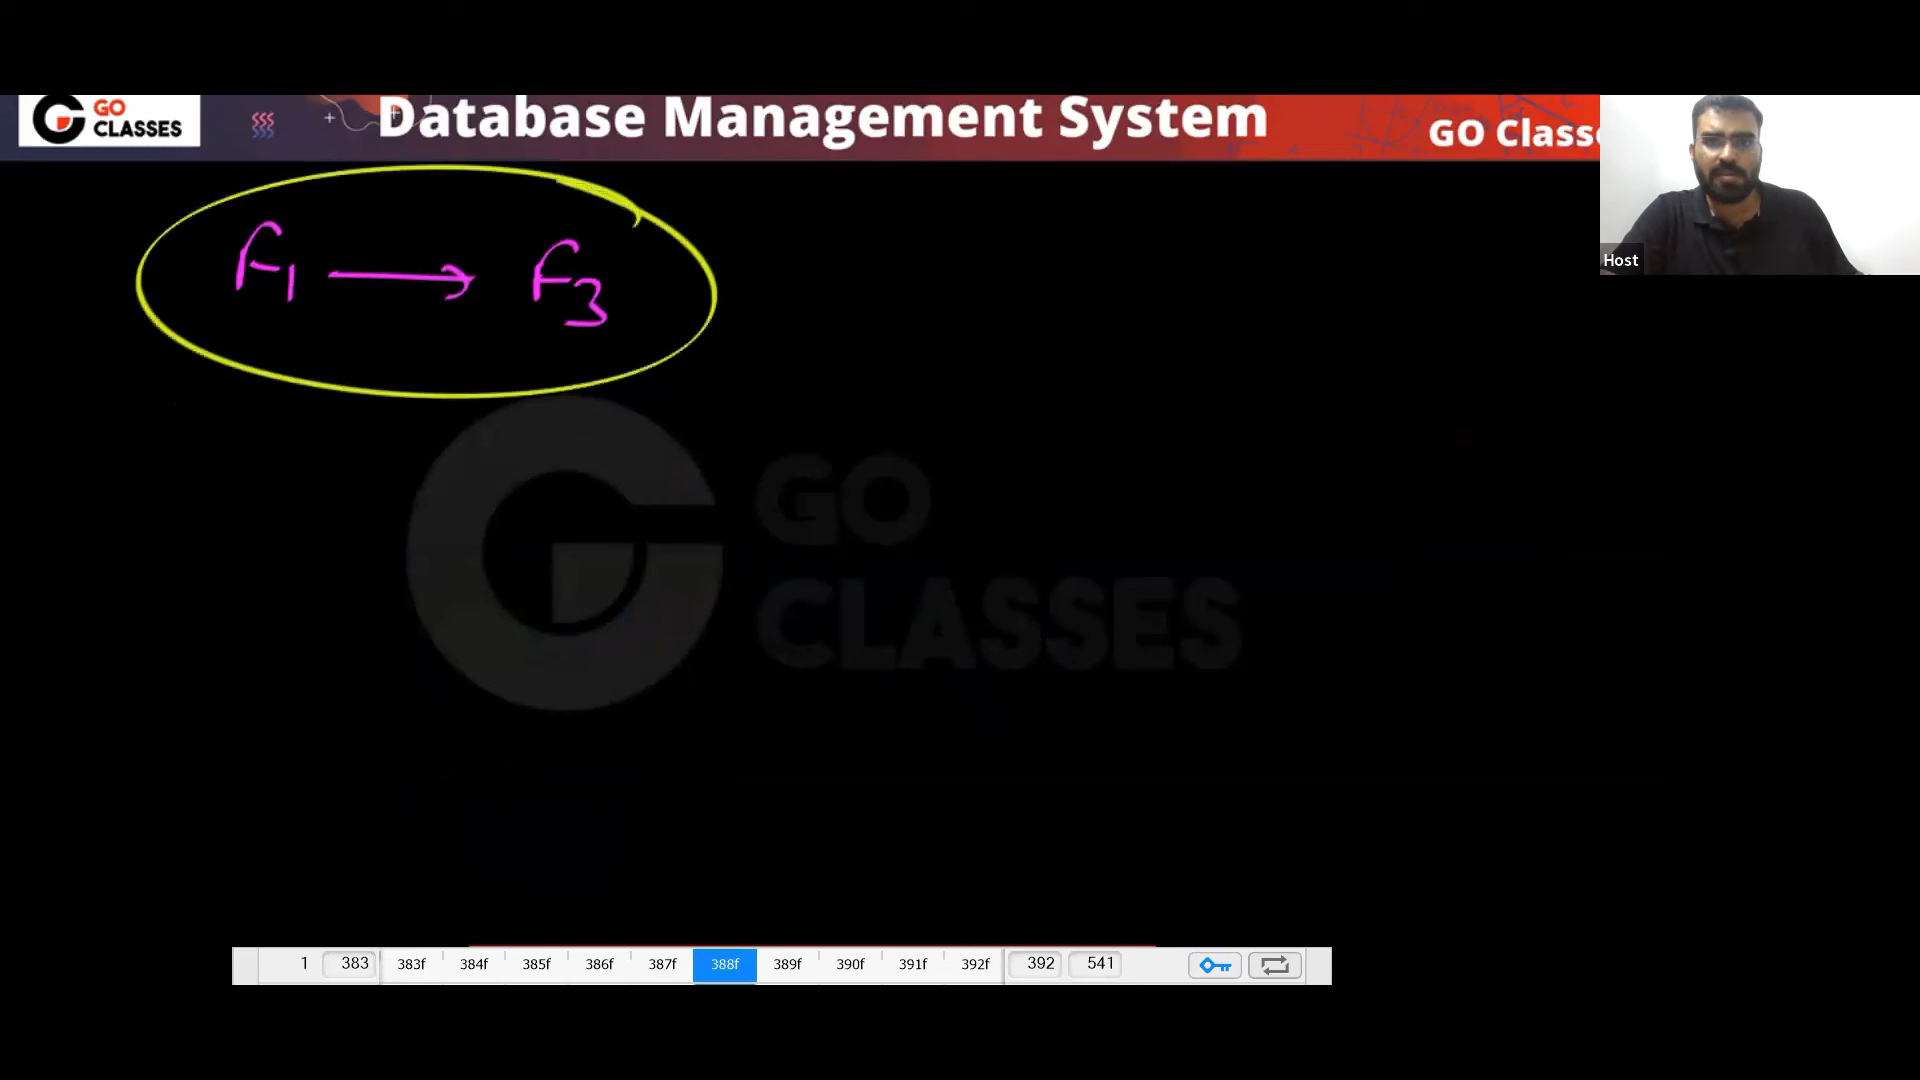 GO
CLASSES
Database Management System
GO Classe
F1 → F3
Host
GO
CLASSES
1 383 383f 384f 385f 386f 387f 388f 389f 390f 391f 392f 392 541